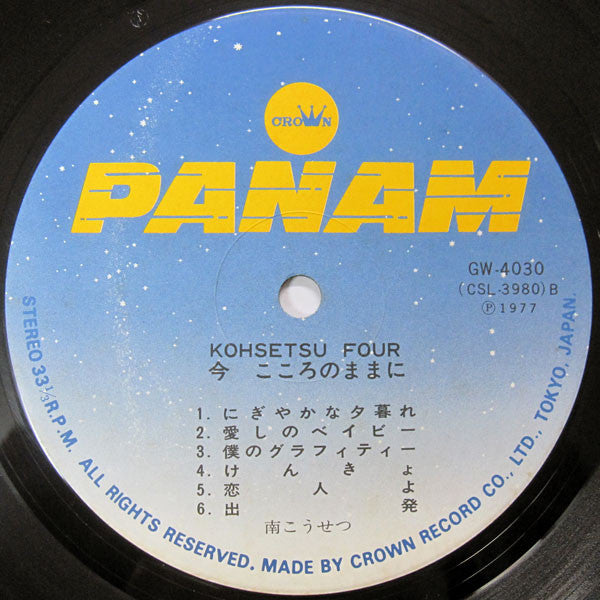 CROWN
PANAM
GW-4030
(CSL-3980) B
Ⓟ1977
KOHSETSU FOUR
今 こころのままに
1. にぎやかな夕暮れ
2. 愛しのベイビー
3. 僕のグラフィティー
4. けんきょ
5. 恋人よ
6. 出発
南こうせつ
STEREO 33 1/3 R.P.M. ALL RIGHTS RESERVED. MADE BY CROWN RECORD CO., LTD., TOKYO, JAPAN.